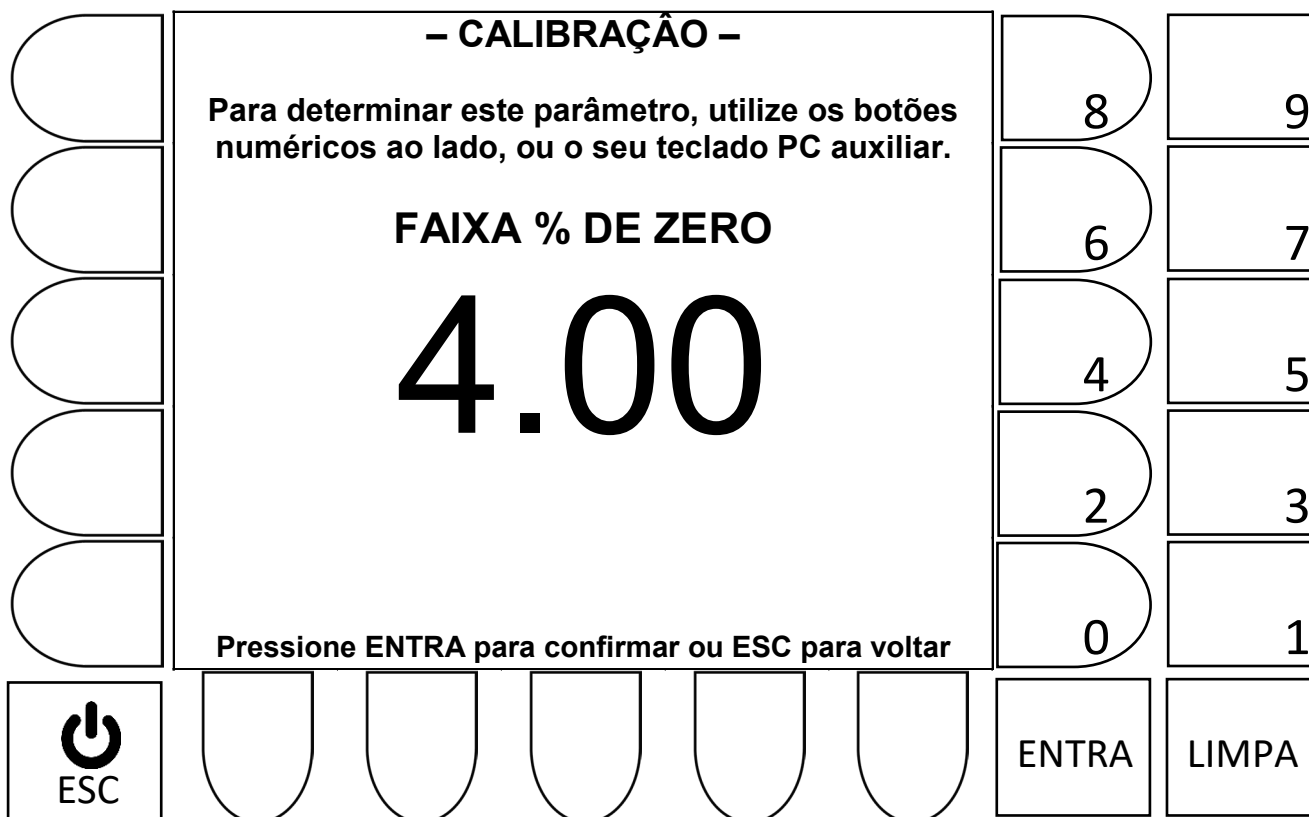 – CALIBRAÇÂO –
Para determinar este parâmetro, utilize os botões
numéricos ao lado, ou o seu teclado PC auxiliar.
FAIXA % DE ZERO
4.00
Pressione ENTRA para confirmar ou ESC para voltar
8
9
6
7
4
5
2
3
0
1
ESC
ENTRA
LIMPA